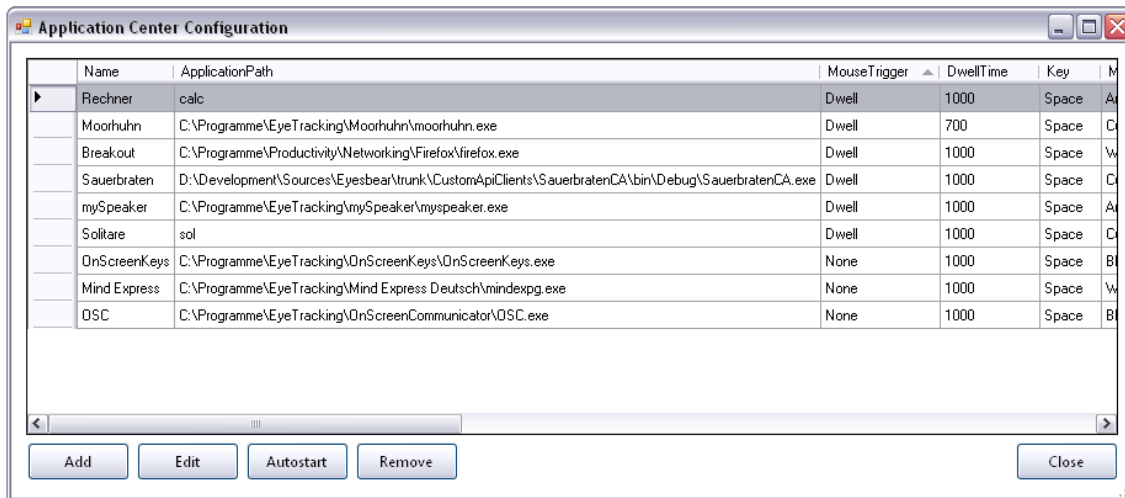 Application Center Configuration
Name ApplicationPath MouseTrigger DwellTime Key M
Rechner calc Dwell 1000 Space
Moorhuhn C:\Programme\EyeTracking\Moorhuhn\moorhuhn.exe Dwell 700 Space
Breakout C:\Programme\Productivity\Networking\Firefox\firefox.exe Dwell 1000 Space
Sauerbraten D:\Development\Sources\Eyesbear\trunk\CustomApiClients\SauerbratenCA\bin\Debug\SauerbratenCA.exe Dwell 1000 Space
mySpeaker C:\Programme\EyeTracking\mySpeaker\myspeaker.exe Dwell 1000 Space
Solitare sol Dwell 1000 Space
OnScreenKeys C:\Programme\EyeTracking\OnScreenKeys\OnScreenKeys.exe None 1000 Space Bl
Mind Express C:\Programme\EyeTracking\Mind Express Deutsch\mindexpg.exe None 1000 Space
OSC C:\Programme\EyeTracking\OnScreenCommunicator\OSC.exe None 1000 Space Bl
Add Edit Autostart Remove Close